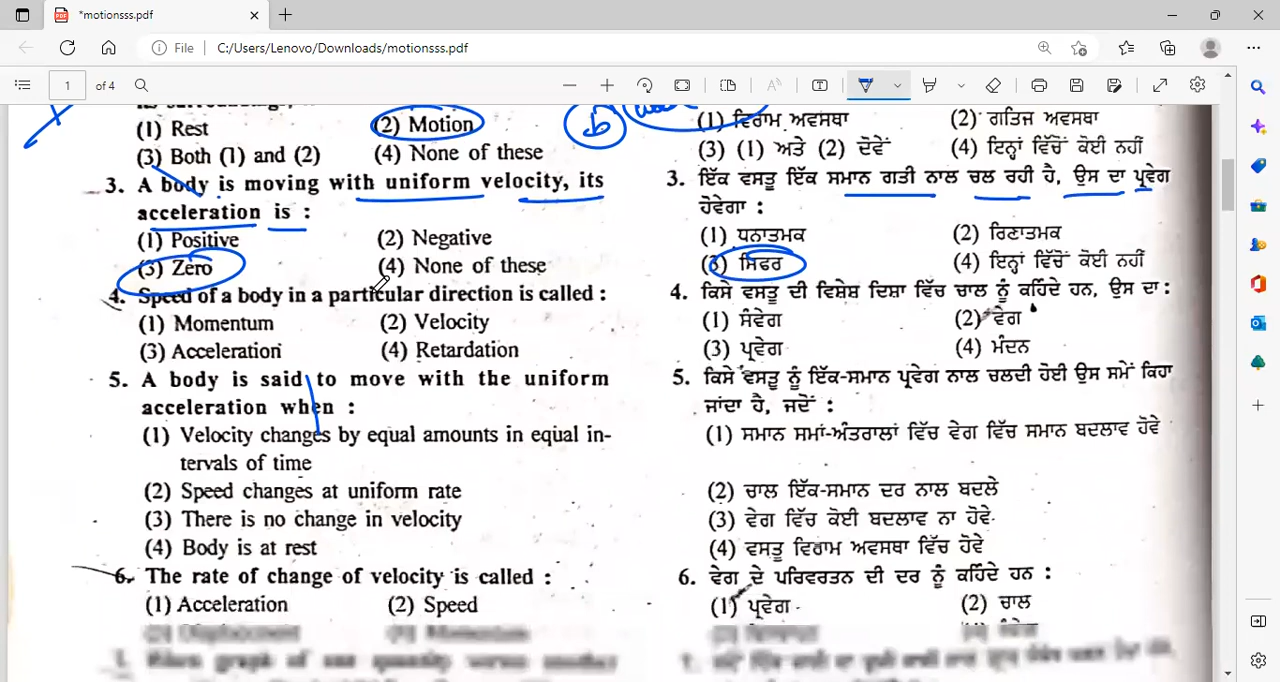 *motionsss.pdf
File C:/Users/Lenovo/Downloads/motionsss.pdf
1 of 4
(1) Rest (2) Motion
(3) Both (1) and (2) (4) None of these
3. A body is moving with uniform velocity, its
acceleration is :
(1) Positive (2) Negative
(3) Zero (4) None of these
4. Speed of a body in a particular direction is called :
(1) Momentum (2) Velocity
(3) Acceleration (4) Retardation
5. A body is said to move with the uniform
acceleration when :
(1) Velocity changes by equal amounts in equal in-
tervals of time
(2) Speed changes at uniform rate
(3) There is no change in velocity
(4) Body is at rest
6. The rate of change of velocity is called :
(1) Acceleration (2) Speed
b
(1) ਵਿਰਾਮ ਅਵਸਥਾ (2) ਗਤਿਜ ਅਵਸਥਾ
(3) (1) ਅਤੇ (2) ਦੋਵੇਂ (4) ਇਨ੍ਹਾਂ ਵਿੱਚੋਂ ਕੋਈ ਨਹੀਂ
3. ਇੱਕ ਵਸਤੂ ਇੱਕ ਸਮਾਨ ਗਤੀ ਨਾਲ ਚਲ ਰਹੀ ਹੈ, ਉਸ ਦਾ ਪ੍ਰਵੇਗ
ਹੋਵੇਗਾ :
(1) ਧਨਾਤਮਕ (2) ਰਿਣਾਤਮਕ
(3) ਸਿਫਰ (4) ਇਨ੍ਹਾਂ ਵਿੱਚੋਂ ਕੋਈ ਨਹੀਂ
4. ਕਿਸੇ ਵਸਤੂ ਦੀ ਵਿਸ਼ੇਸ਼ ਦਿਸ਼ਾ ਵਿੱਚ ਚਾਲ ਨੂੰ ਕਹਿੰਦੇ ਹਨ, ਉਸ ਦਾ :
(1) ਸੰਵੇਗ (2) ਵੇਗ
(3) ਪ੍ਰਵੇਗ (4) ਮੰਦਨ
5. ਕਿਸੇ ਵਸਤੂ ਨੂੰ ਇੱਕ-ਸਮਾਨ ਪ੍ਰਵੇਗ ਨਾਲ ਚਲਦੀ ਹੋਈ ਉਸ ਸਮੇਂ ਕਿਹਾ
ਜਾਂਦਾ ਹੈ, ਜਦੋਂ :
(1) ਸਮਾਨ ਸਮਾਂ-ਅੰਤਰਾਲਾਂ ਵਿੱਚ ਵੇਗ ਵਿੱਚ ਸਮਾਨ ਬਦਲਾਵ ਹੋਵੇ
(2) ਚਾਲ ਇੱਕ-ਸਮਾਨ ਦਰ ਨਾਲ ਬਦਲੇ
(3) ਵੇਗ ਵਿੱਚ ਕੋਈ ਬਦਲਾਵ ਨਾ ਹੋਵੇ
(4) ਵਸਤੂ ਵਿਰਾਮ ਅਵਸਥਾ ਵਿੱਚ ਹੋਵੇ
6. ਵੇਗ ਦੇ ਪਰਿਵਰਤਨ ਦੀ ਦਰ ਨੂੰ ਕਹਿੰਦੇ ਹਨ :
(1) ਪ੍ਰਵੇਗ (2) ਚਾਲ